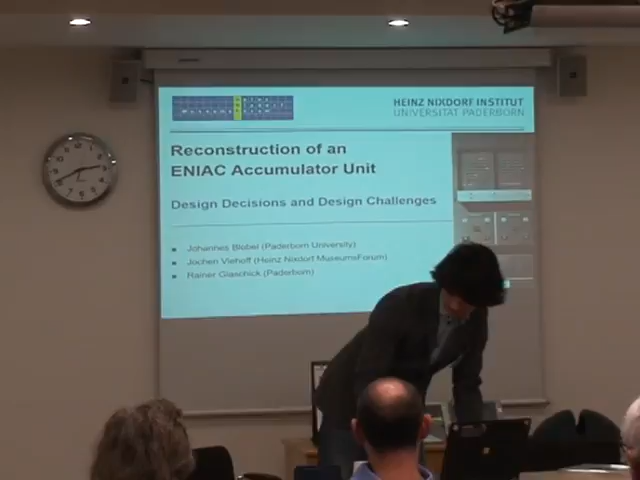 HEINZ NIXDORF INSTITUT
UNIVERSITÄT PADERBORN
Reconstruction of an
ENIAC Accumulator Unit
Design Decisions and Design Challenges
Johannes Blobel (Paderborn University)
Jochen Viehoff (Heinz Nixdorf MuseumsForum)
Rainer Glaschick (Paderborn)